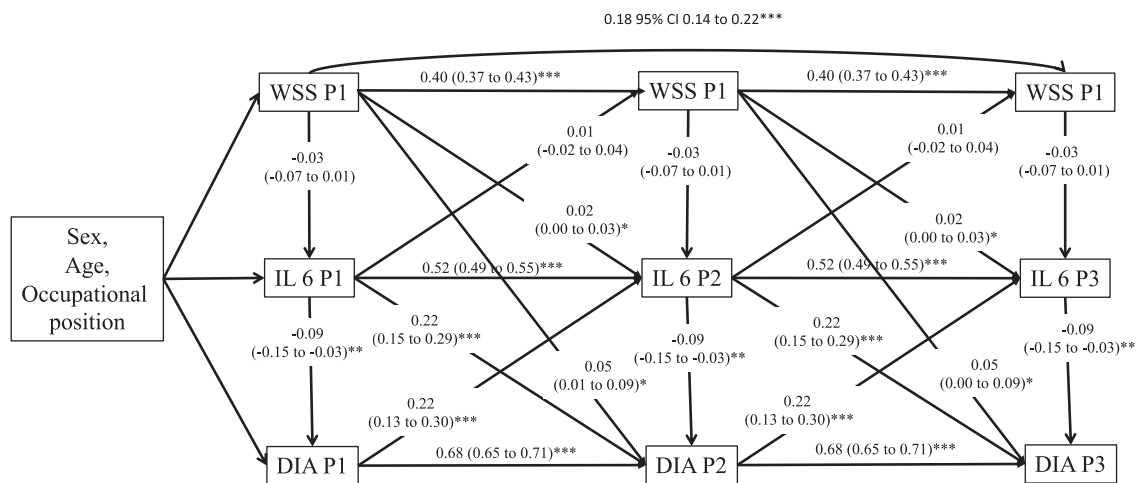 0.18 95% CI 0.14 to 0.22***
WSS P1
0.40 (0.37 to 0.43)***
WSS P1
0.40 (0.37 to 0.43)***
WSS P1
-0.03
(-0.07 to 0.01)
0.01
(-0.02 to 0.04)
-0.03
(-0.07 to 0.01)
0.01
(-0.02 to 0.04)
-0.03
(-0.07 to 0.01)
0.02
(0.00 to 0.03)*
0.02
(0.00 to 0.03)*
Sex,
Age,
Occupational
position
IL 6 P1
0.52 (0.49 to 0.55)***
IL 6 P2
0.52 (0.49 to 0.55)***
IL 6 P3
-0.09
(-0.15 to -0.03)**
0.22
(0.15 to 0.29)***
-0.09
(-0.15 to -0.03)**
0.22
(0.15 to 0.29)***
-0.09
(-0.15 to -0.03)**
0.05
(0.01 to 0.09)*
0.05
(0.00 to 0.09)*
0.22
(0.13 to 0.30)***
0.22
(0.13 to 0.30)***
DIA P1
0.68 (0.65 to 0.71)***
DIA P2
0.68 (0.65 to 0.71)***
DIA P3